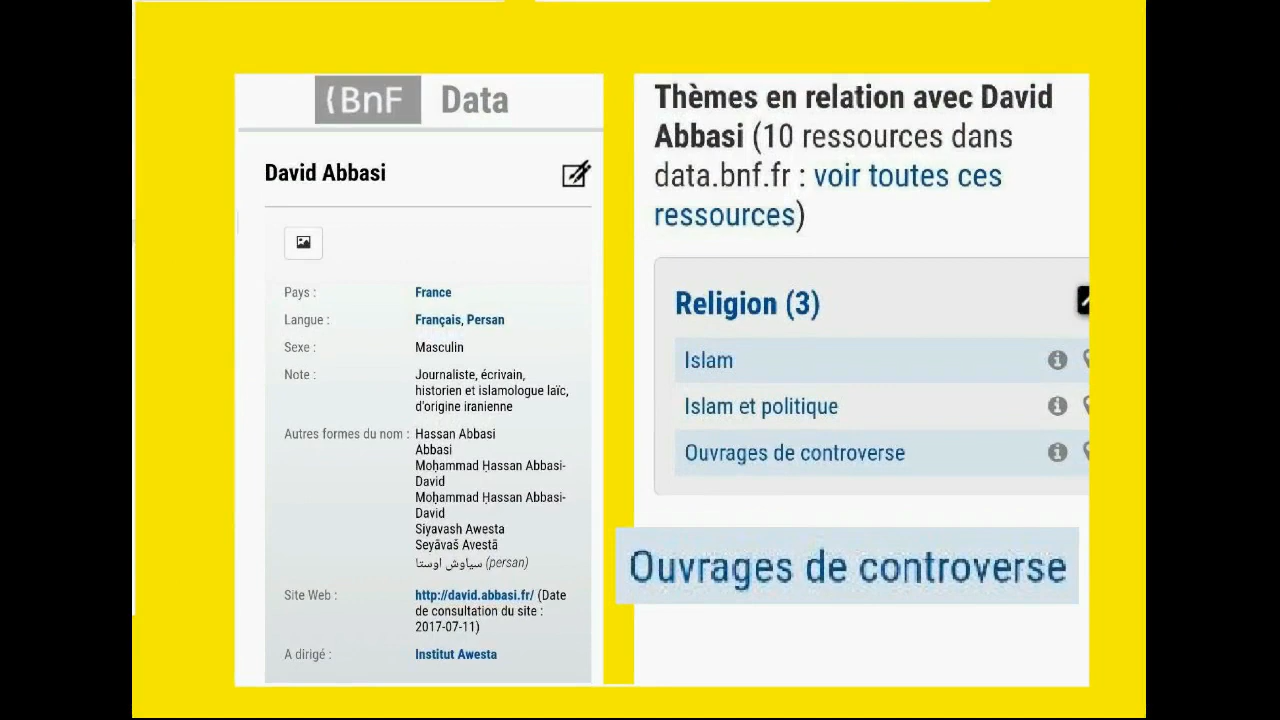 (BnF Data
David Abbasi
Pays : France
Langue : Français, Persan
Sexe : Masculin
Note : Journaliste, écrivain,
historien et islamologue laïc,
d'origine iranienne
Autres formes du nom : Hassan Abbasi
Abbasi
Moḥammad Ḥassan Abbasi-
David
Moḥammad Ḥassan Abbasi-
David
Siyavash Awesta
Seyāvaš Avestā
سیاوش اوستا (persan)
Site Web : http://david.abbasi.fr/ (Date
de consultation du site :
2017-07-11)
A dirigé : Institut Awesta
Thèmes en relation avec David
Abbasi (10 ressources dans
data.bnf.fr : voir toutes ces
ressources)
Religion (3)
Islam
Islam et politique
Ouvrages de controverse
Ouvrages de controverse